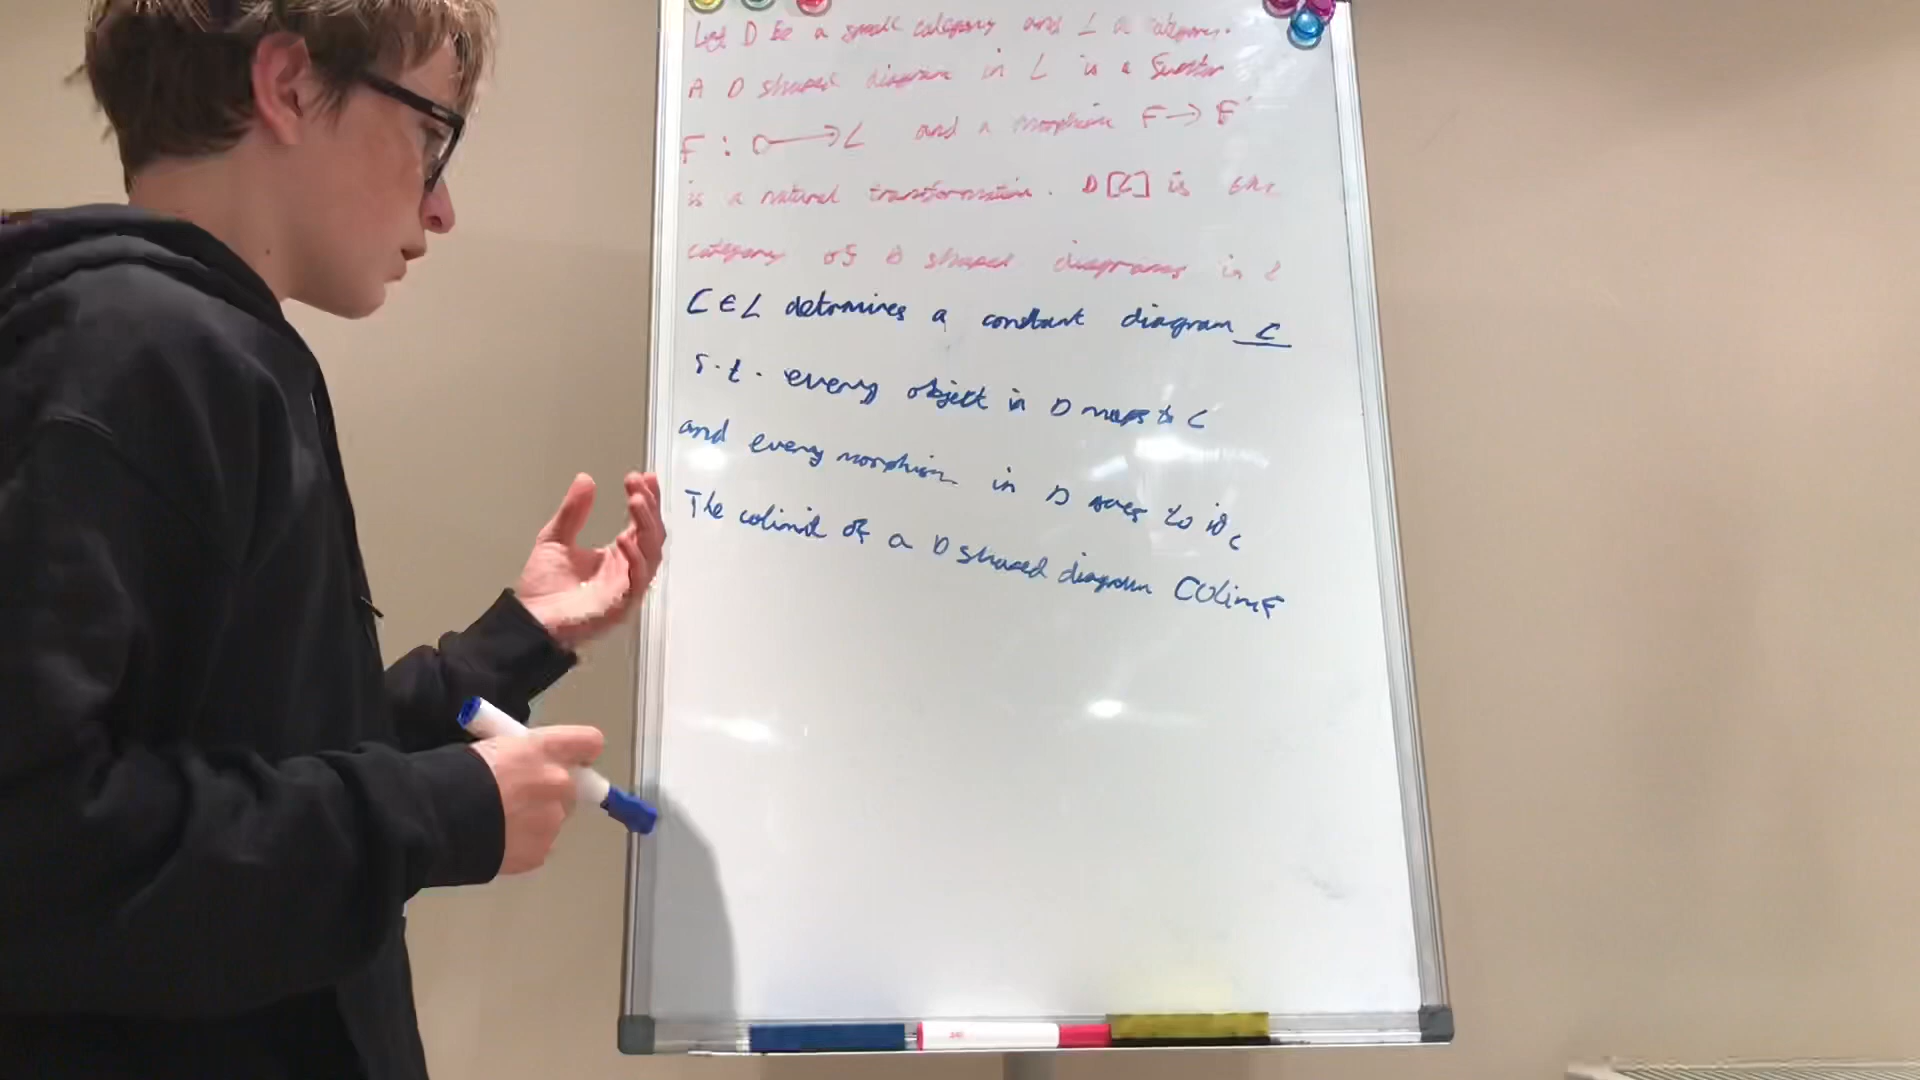 Let D be a small category and L a category.
A D shaped diagram in L is a functor
F : D → L and a morphism F → F'
is a natural transformation. D[L] is the
category of D shaped diagrams in L
C ∈ L determines a constant diagram C
s.t. every object in D maps to C
and every morphism in D goes to id_C
The colimit of a D shaped diagram Colim F